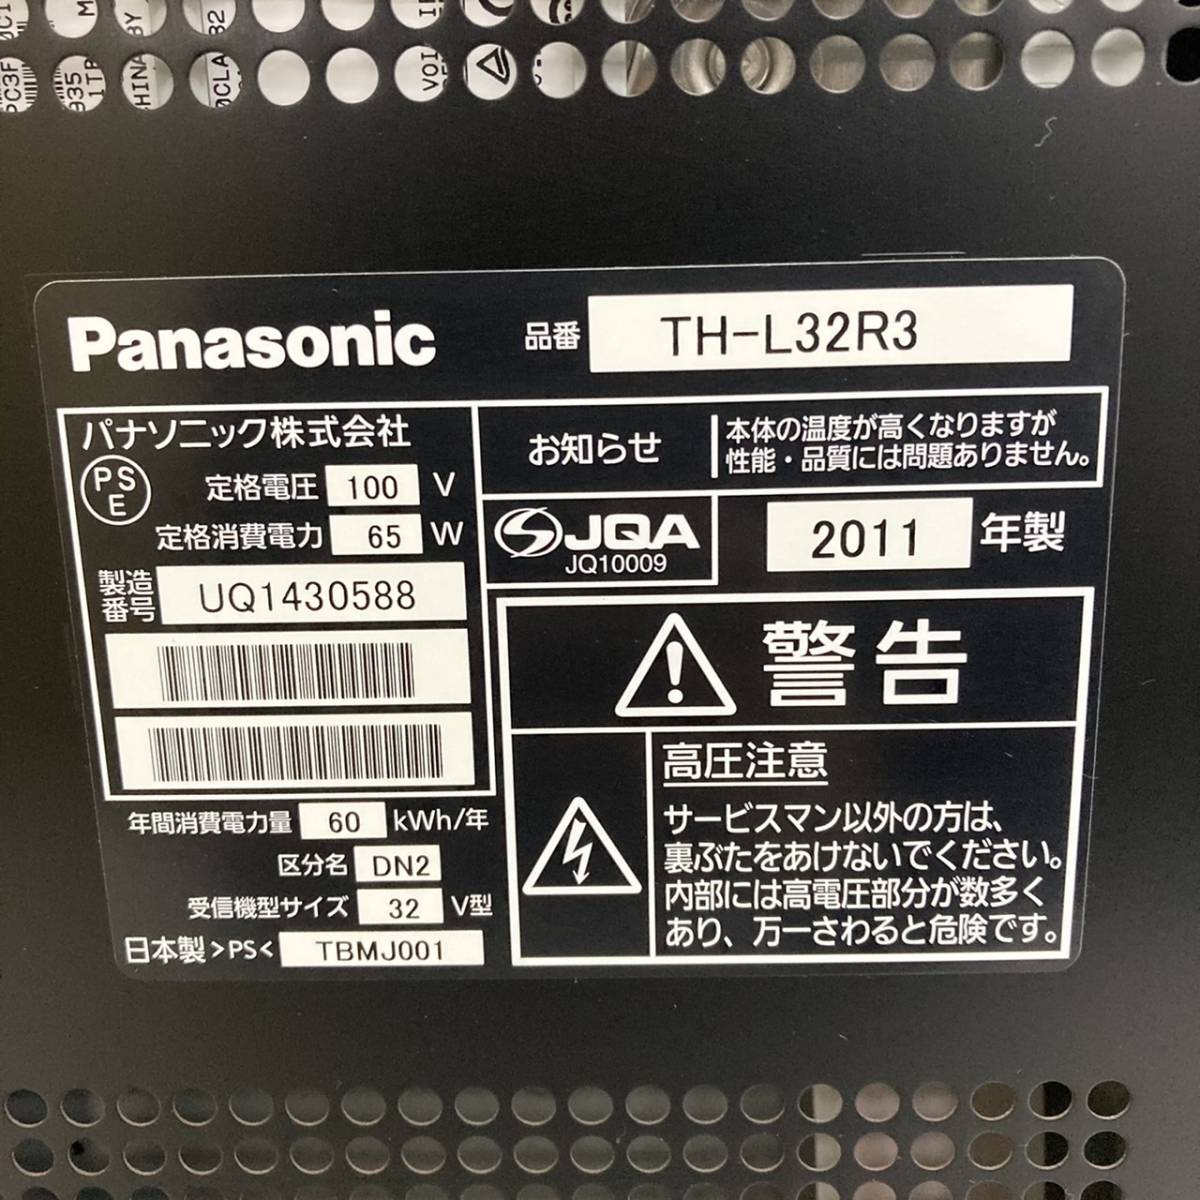 Panasonic
品番 TH-L32R3
パナソニック株式会社
PS
E
定格電圧 100 V
定格消費電力 65 W
製造
番号 UQ1430588
お知らせ
本体の温度が高くなりますが
性能・品質には問題ありません。
JQA
JQ10009
2011 年製
警告
高圧注意
サービスマン以外の方は、
裏ぶたをあけないでください。
内部には高電圧部分が数多く
あり、万一さわると危険です。
年間消費電力量 60 kWh/年
区分名 DN2
受信機型サイズ 32 V型
日本製 >PS< TBMJ001